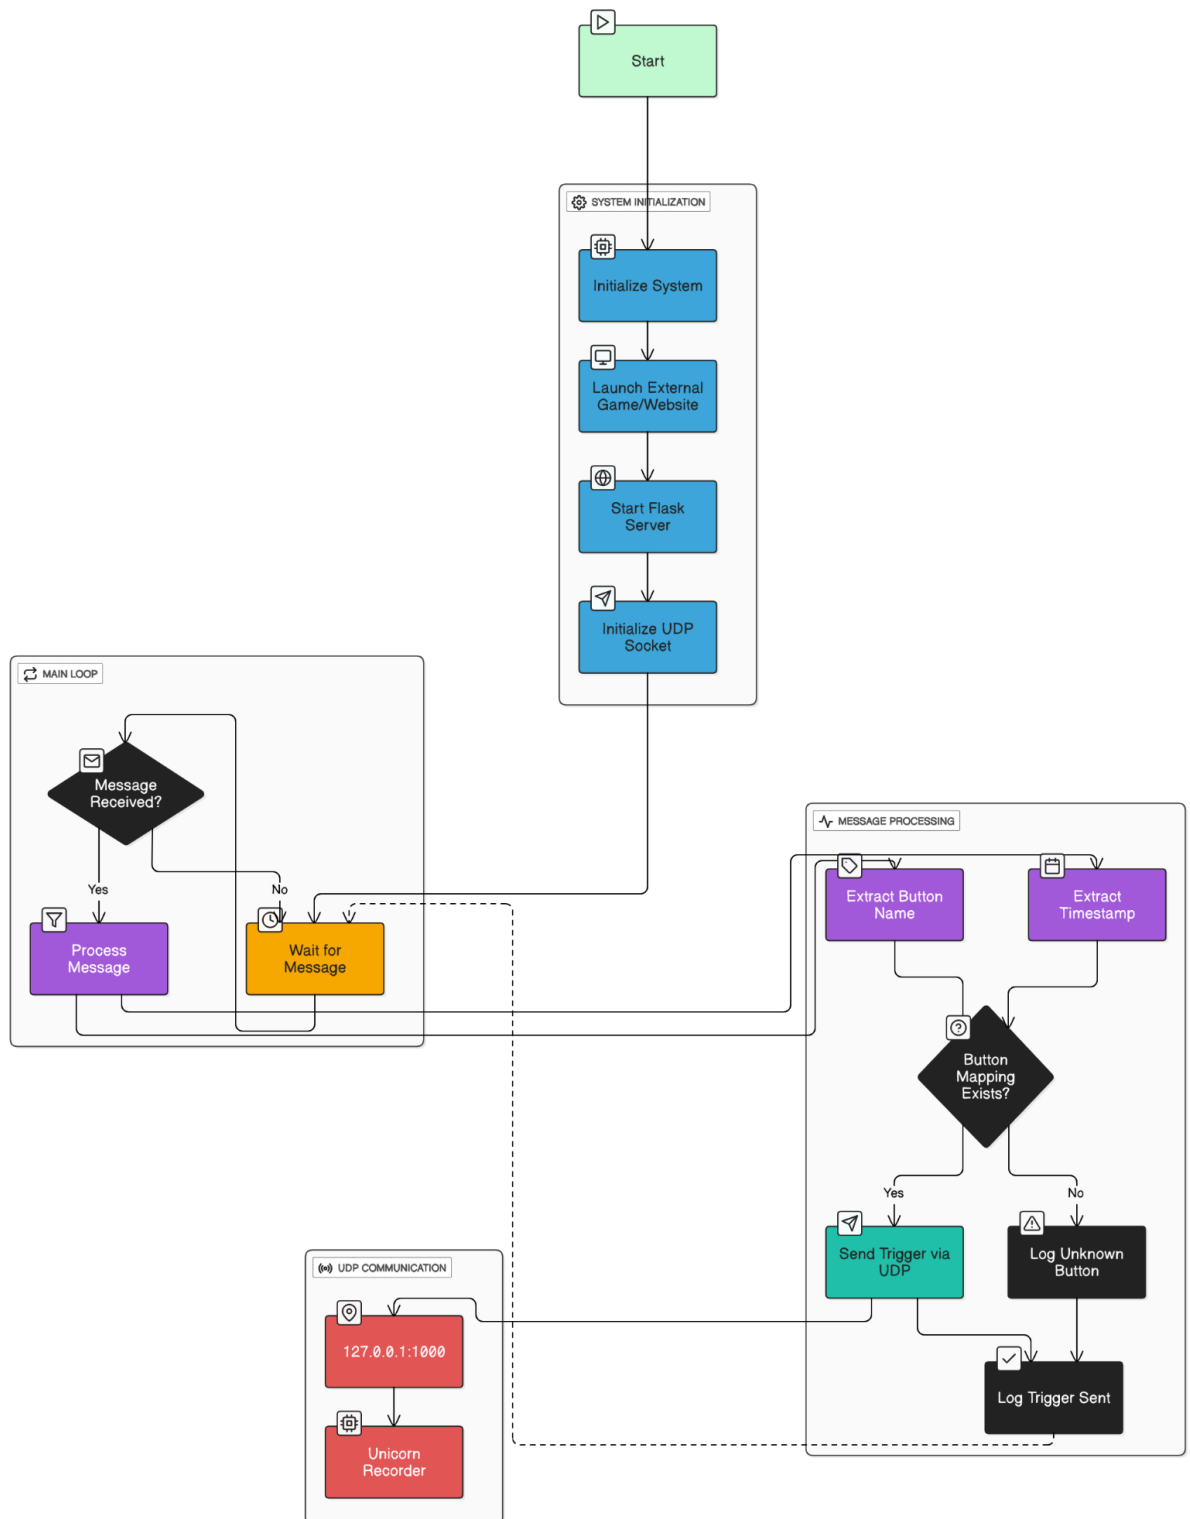 Start
SYSTEM INITIALIZATION
Initialize System
Launch External
Game/Website
Start Flask
Server
Initialize UDP
Socket
MAIN LOOP
Message
Received?
Yes
No
Process
Message
Wait for
Message
MESSAGE PROCESSING
Extract Button
Name
Extract
Timestamp
Button
Mapping
Exists?
Yes
No
Send Trigger via
UDP
Log Unknown
Button
Log Trigger Sent
UDP COMMUNICATION
127.0.0.1:1000
Unicorn
Recorder